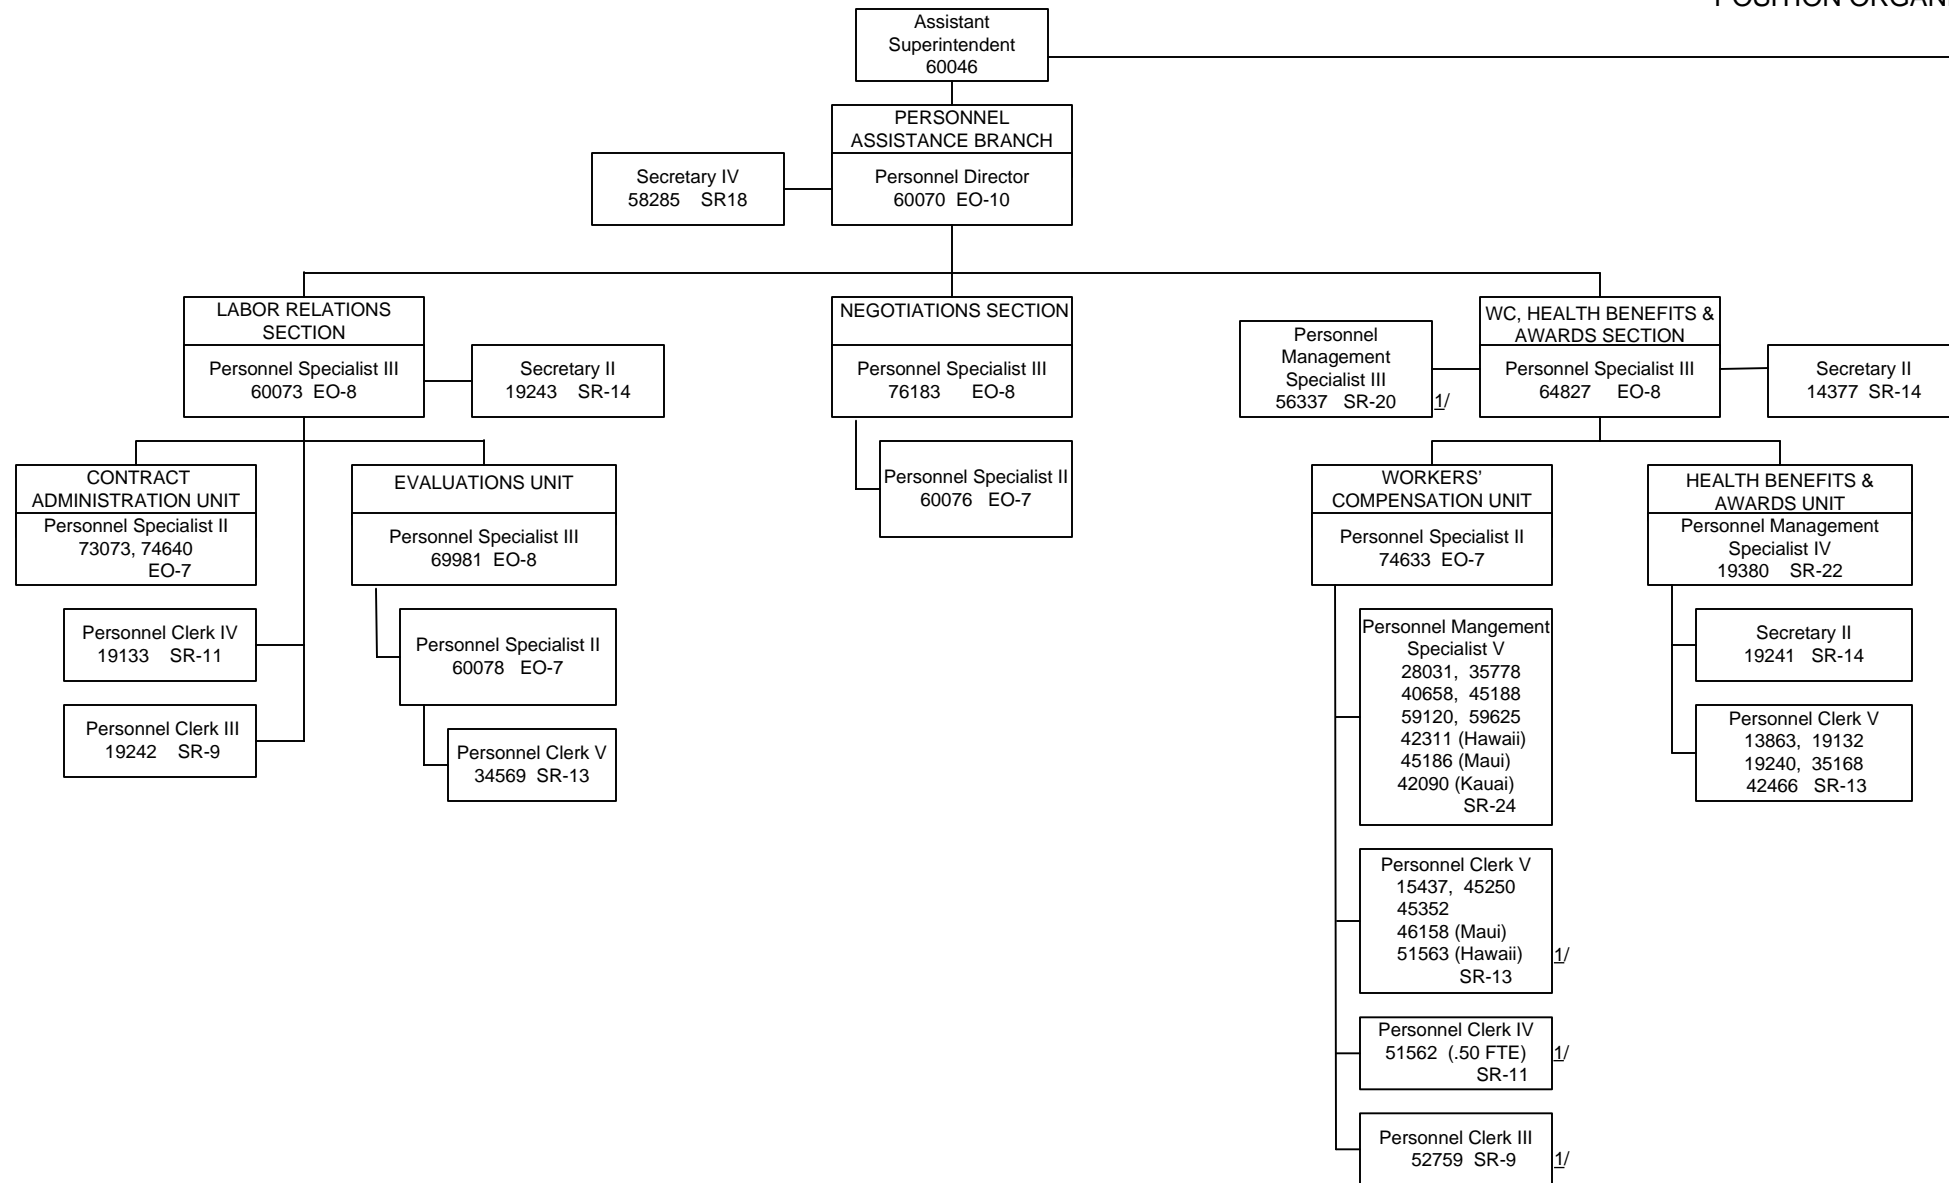 POSITION ORGANI
Assistant
Superintendent
60046
PERSONNEL
ASSISTANCE BRANCH
Personnel Director
60070 EO-10
Secretary IV
58285 SR18
LABOR RELATIONS
SECTION
Personnel Specialist III
60073 EO-8
Secretary II
19243 SR-14
NEGOTIATIONS SECTION
Personnel Specialist III
76183 EO-8
Personnel
Management
Specialist III
56337 SR-20
1/
WC, HEALTH BENEFITS &
AWARDS SECTION
Personnel Specialist III
64827 EO-8
Secretary II
14377 SR-14
CONTRACT
ADMINISTRATION UNIT
Personnel Specialist II
73073, 74640
EO-7
EVALUATIONS UNIT
Personnel Specialist III
69981 EO-8
Personnel Specialist II
60076 EO-7
WORKERS’
COMPENSATION UNIT
Personnel Specialist II
74633 EO-7
HEALTH BENEFITS &
AWARDS UNIT
Personnel Management
Specialist IV
19380 SR-22
Personnel Clerk IV
19133 SR-11
Personnel Clerk III
19242 SR-9
Personnel Specialist II
60078 EO-7
Personnel Clerk V
34569 SR-13
Personnel Mangement
Specialist V
28031, 35778
40658, 45188
59120, 59625
42311 (Hawaii)
45186 (Maui)
42090 (Kauai)
SR-24
Secretary II
19241 SR-14
Personnel Clerk V
13863, 19132
19240, 35168
42466 SR-13
Personnel Clerk V
15437, 45250
45352
46158 (Maui)
51563 (Hawaii)
SR-13
1/
Personnel Clerk IV
51562 (.50 FTE)
SR-11
1/
Personnel Clerk III
52759 SR-9
1/